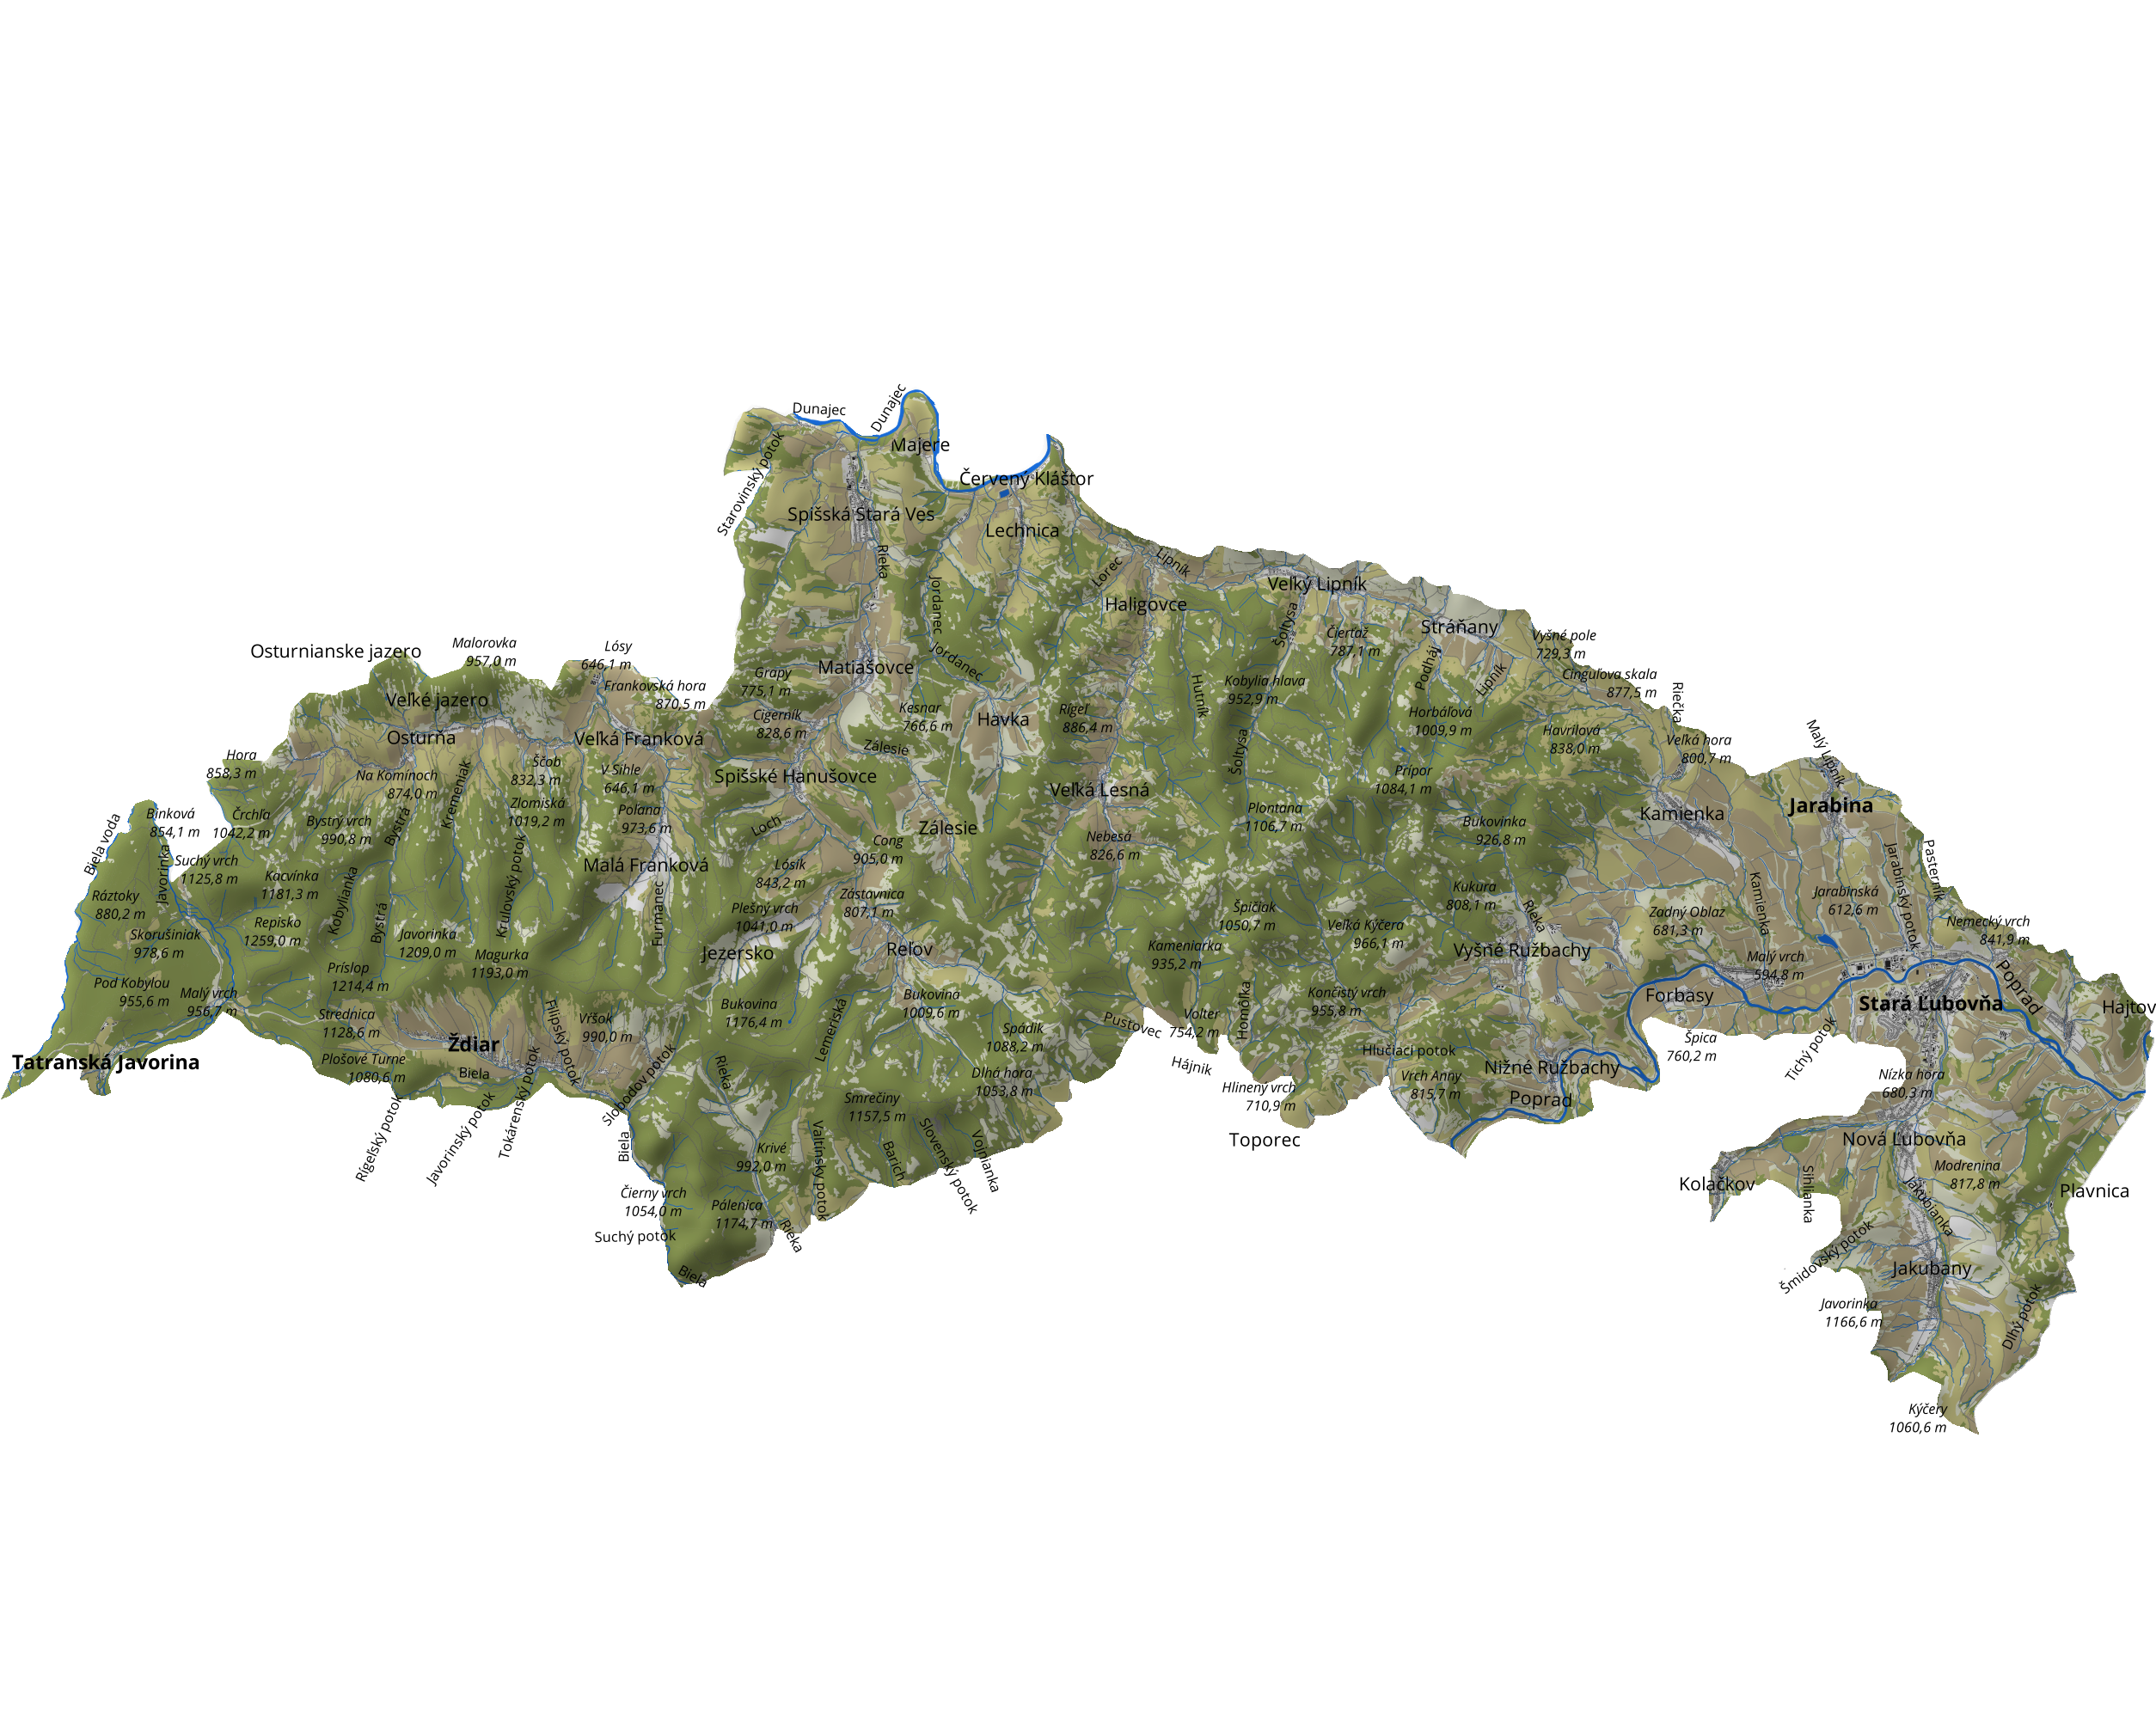 Dunajec
Dunajec
Majere
Starovinský potok
Červený Kláštor
Spišská Stará Ves
Lechnica
Rieka
Lorec
Lipník
Jordanec
Haligovce
Veľký Lipník
Šoltysa
Stráňany
Čiertaž
787,1 m
Vyšné pole
729,3 m
Osturnianske jazero
Malorovka
957,0 m
Lósy
646,1 m
Jordanec
Matiašovce
Podháj
Lipník
Cingulova skala
877,5 m
Frankovská hora
870,5 m
Grapy
775,1 m
Kobylia hlava
952,9 m
Hutník
Riečka
Veľké jazero
Cigerník
828,6 m
Kesnar
766,6 m
Havka
Rígeľ
886,4 m
Horbáľová
1009,9 m
Havrilová
838,0 m
Malý Lipník
Osturňa
Veľká Franková
Zálesie
Šoltysa
Veľká hora
800,7 m
Hora
858,3 m
Na Komínoch
874,0 m
Kremeniak
Ščob
832,3 m
V Sihle
646,1 m
Spišské Hanušovce
Veľká Lesná
Prípor
1084,1 m
Jarabina
Binková
854,1 m
Črchľa
1042,2 m
Bystrý vrch
990,8 m
Bystrá
Zlomiská
1019,2 m
Polana
973,6 m
Loch
Zálesie
Plontana
1106,7 m
Bukovinka
926,8 m
Kamienka
Biela voda
Javorinka
Suchý vrch
1125,8 m
Nebesá
826,6 m
Cong
905,0 m
Lósik
843,2 m
Malá Franková
Jarabinský potok
Pasterník
Ráztoky
880,2 m
Kacvínka
1181,3 m
Kobylianka
Krulovský potok
Furmanec
Zástavnica
807,1 m
Kukura
808,1 m
Kamienka
Jarabinská
612,6 m
Skorušiniak
978,6 m
Repisko
1259,0 m
Bystrá
Javorinka
1209,0 m
Plešný vrch
1041,0 m
Špičiak
1050,7 m
Veľká Kýčera
966,1 m
Rieka
Zadný Oblaz
681,3 m
Nemecký vrch
841,9 m
Magurka
1193,0 m
Jezersko
Reľov
Kameniarka
935,2 m
Vyšné Ružbachy
Malý vrch
594,8 m
Pod Kobylou
955,6 m
Malý vrch
956,7 m
Príslop
1214,4 m
Bukovina
1176,4 m
Bukovina
1009,6 m
Homôlka
Končistý vrch
955,8 m
Forbasy
Stará Ľubovňa
Poprad
Hajtov
Strednica
1128,6 m
Filipský potok
Vŕšok
990,0 m
Lemeriská
Spádik
1088,2 m
Pustovec
Volter
754,2 m
Špica
760,2 m
Tichý potok
Tatranská Javorina
Ždiar
Plošové Turne
1080,6 m
Biela
Tokárenský potok
Slobodov potok
Rieka
Hájnik
Hlučiaci potok
Nižné Ružbachy
Dlhá hora
1053,8 m
Hlinený vrch
710,9 m
Vrch Anny
815,7 m
Nízka hora
680,3 m
Rígeľský potok
Javorinský potok
Biela
Smrečiny
1157,5 m
Poprad
Toporec
Nová Ľubovňa
Krivé
992,0 m
Valtínsky potok
Barich
Slovenský potok
Vojnianka
Kolačkov
Sihlianka
Modrenina
817,8 m
Plavnica
Čierny vrch
1054,0 m
Pálenica
1174,7 m
Jakubianka
Suchý potok
Rieka
Biela
Šmidovský potok
Jakubany
Javorinka
1166,6 m
Dlhý potok
Kýčery
1060,6 m